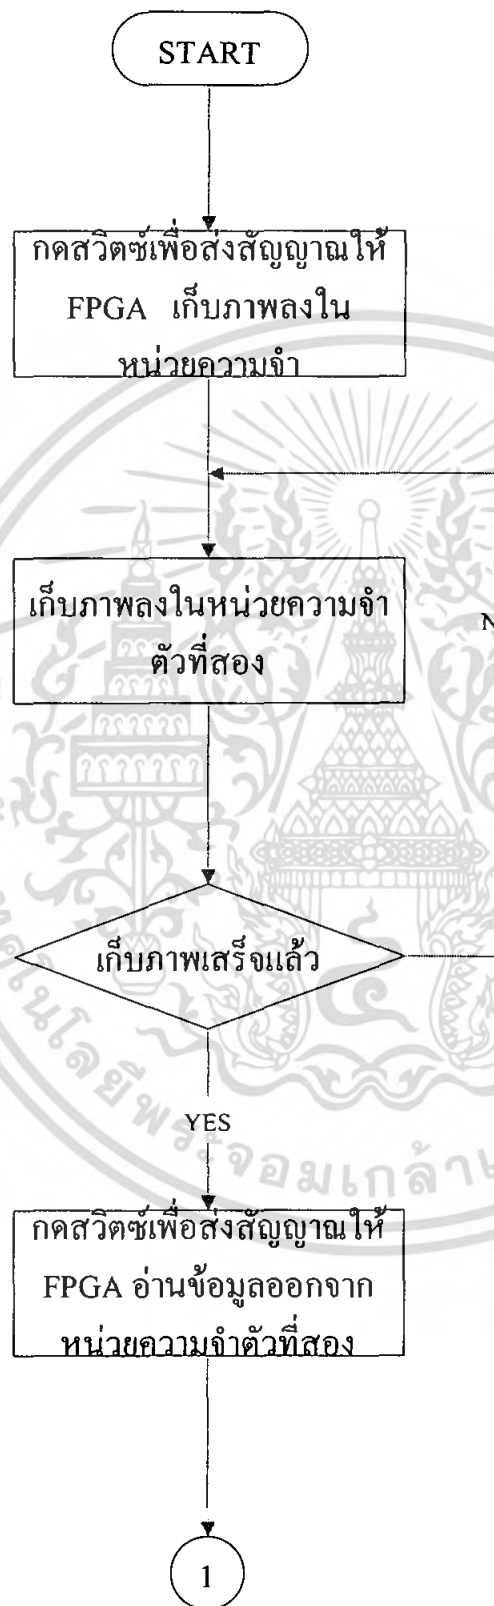 START
กดสวิตซ์เพื่อส่งสัญญาณให้
FPGA เก็บภาพลงใน
หน่วยความจำ
เก็บภาพลงในหน่วยความจำ
ตัวที่สอง
N
เก็บภาพเสร็จแล้ว
YES
กดสวิตซ์เพื่อส่งสัญญาณให้
FPGA อ่านข้อมูลออกจาก
หน่วยความจำตัวที่สอง
1